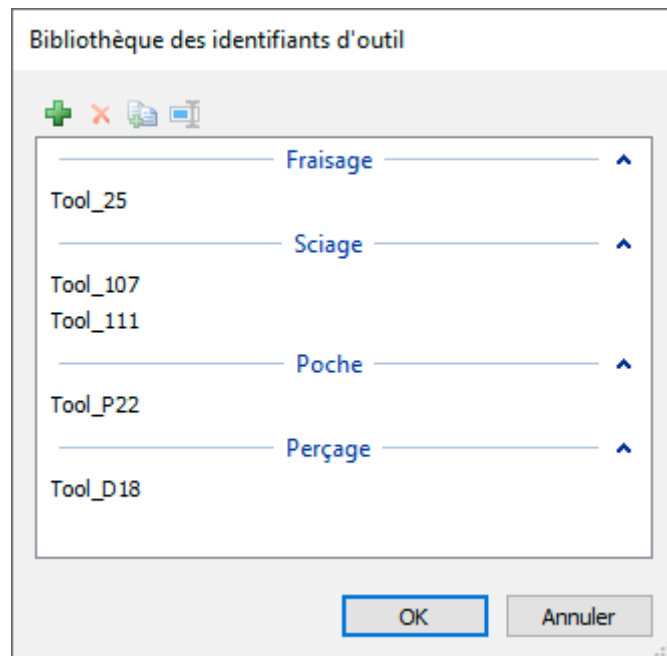 Bibliothèque des identifiants d'outil
Fraisage
Tool_25
Sciage
Tool_107
Tool_111
Poche
Tool_P22
Perçage
Tool_D18
OK
Annuler